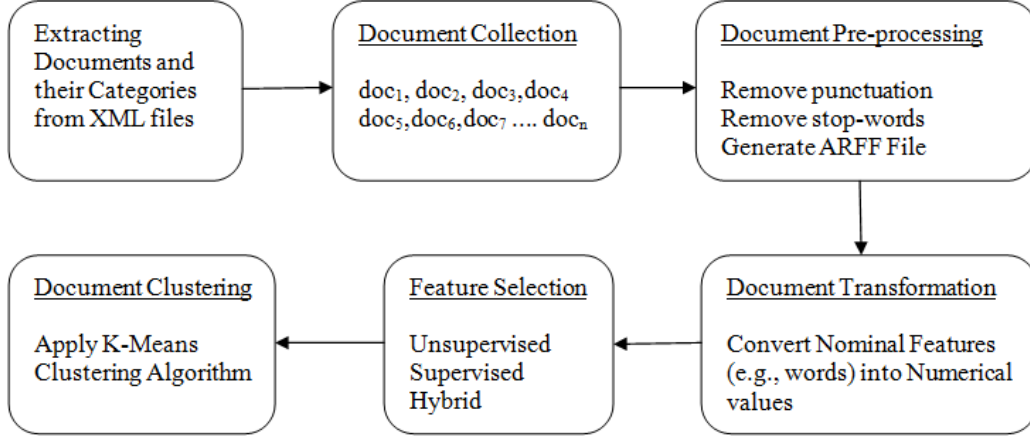 Extracting
Documents and
their Categories
from XML files
Document Collection
doc₁, doc₂, doc₃,doc₄
doc₅,doc₆,doc₇ .... docₙ
Document Pre-processing
Remove punctuation
Remove stop-words
Generate ARFF File
Document Transformation
Convert Nominal Features
(e.g., words) into Numerical
values
Feature Selection
Unsupervised
Supervised
Hybrid
Document Clustering
Apply K-Means
Clustering Algorithm